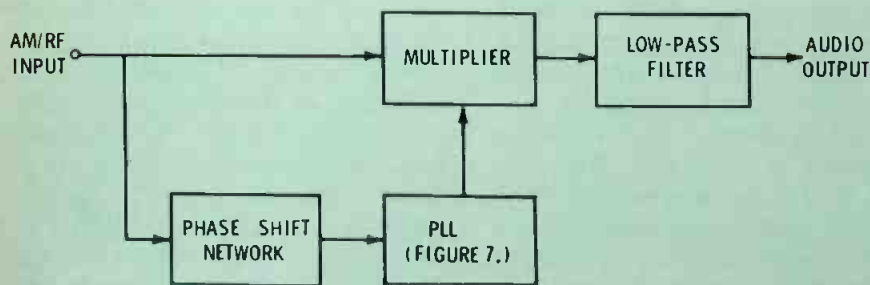 AM/RF
INPUT
MULTIPLIER
LOW-PASS
FILTER
AUDIO
OUTPUT
PHASE SHIFT
NETWORK
PLL
(FIGURE 7.)